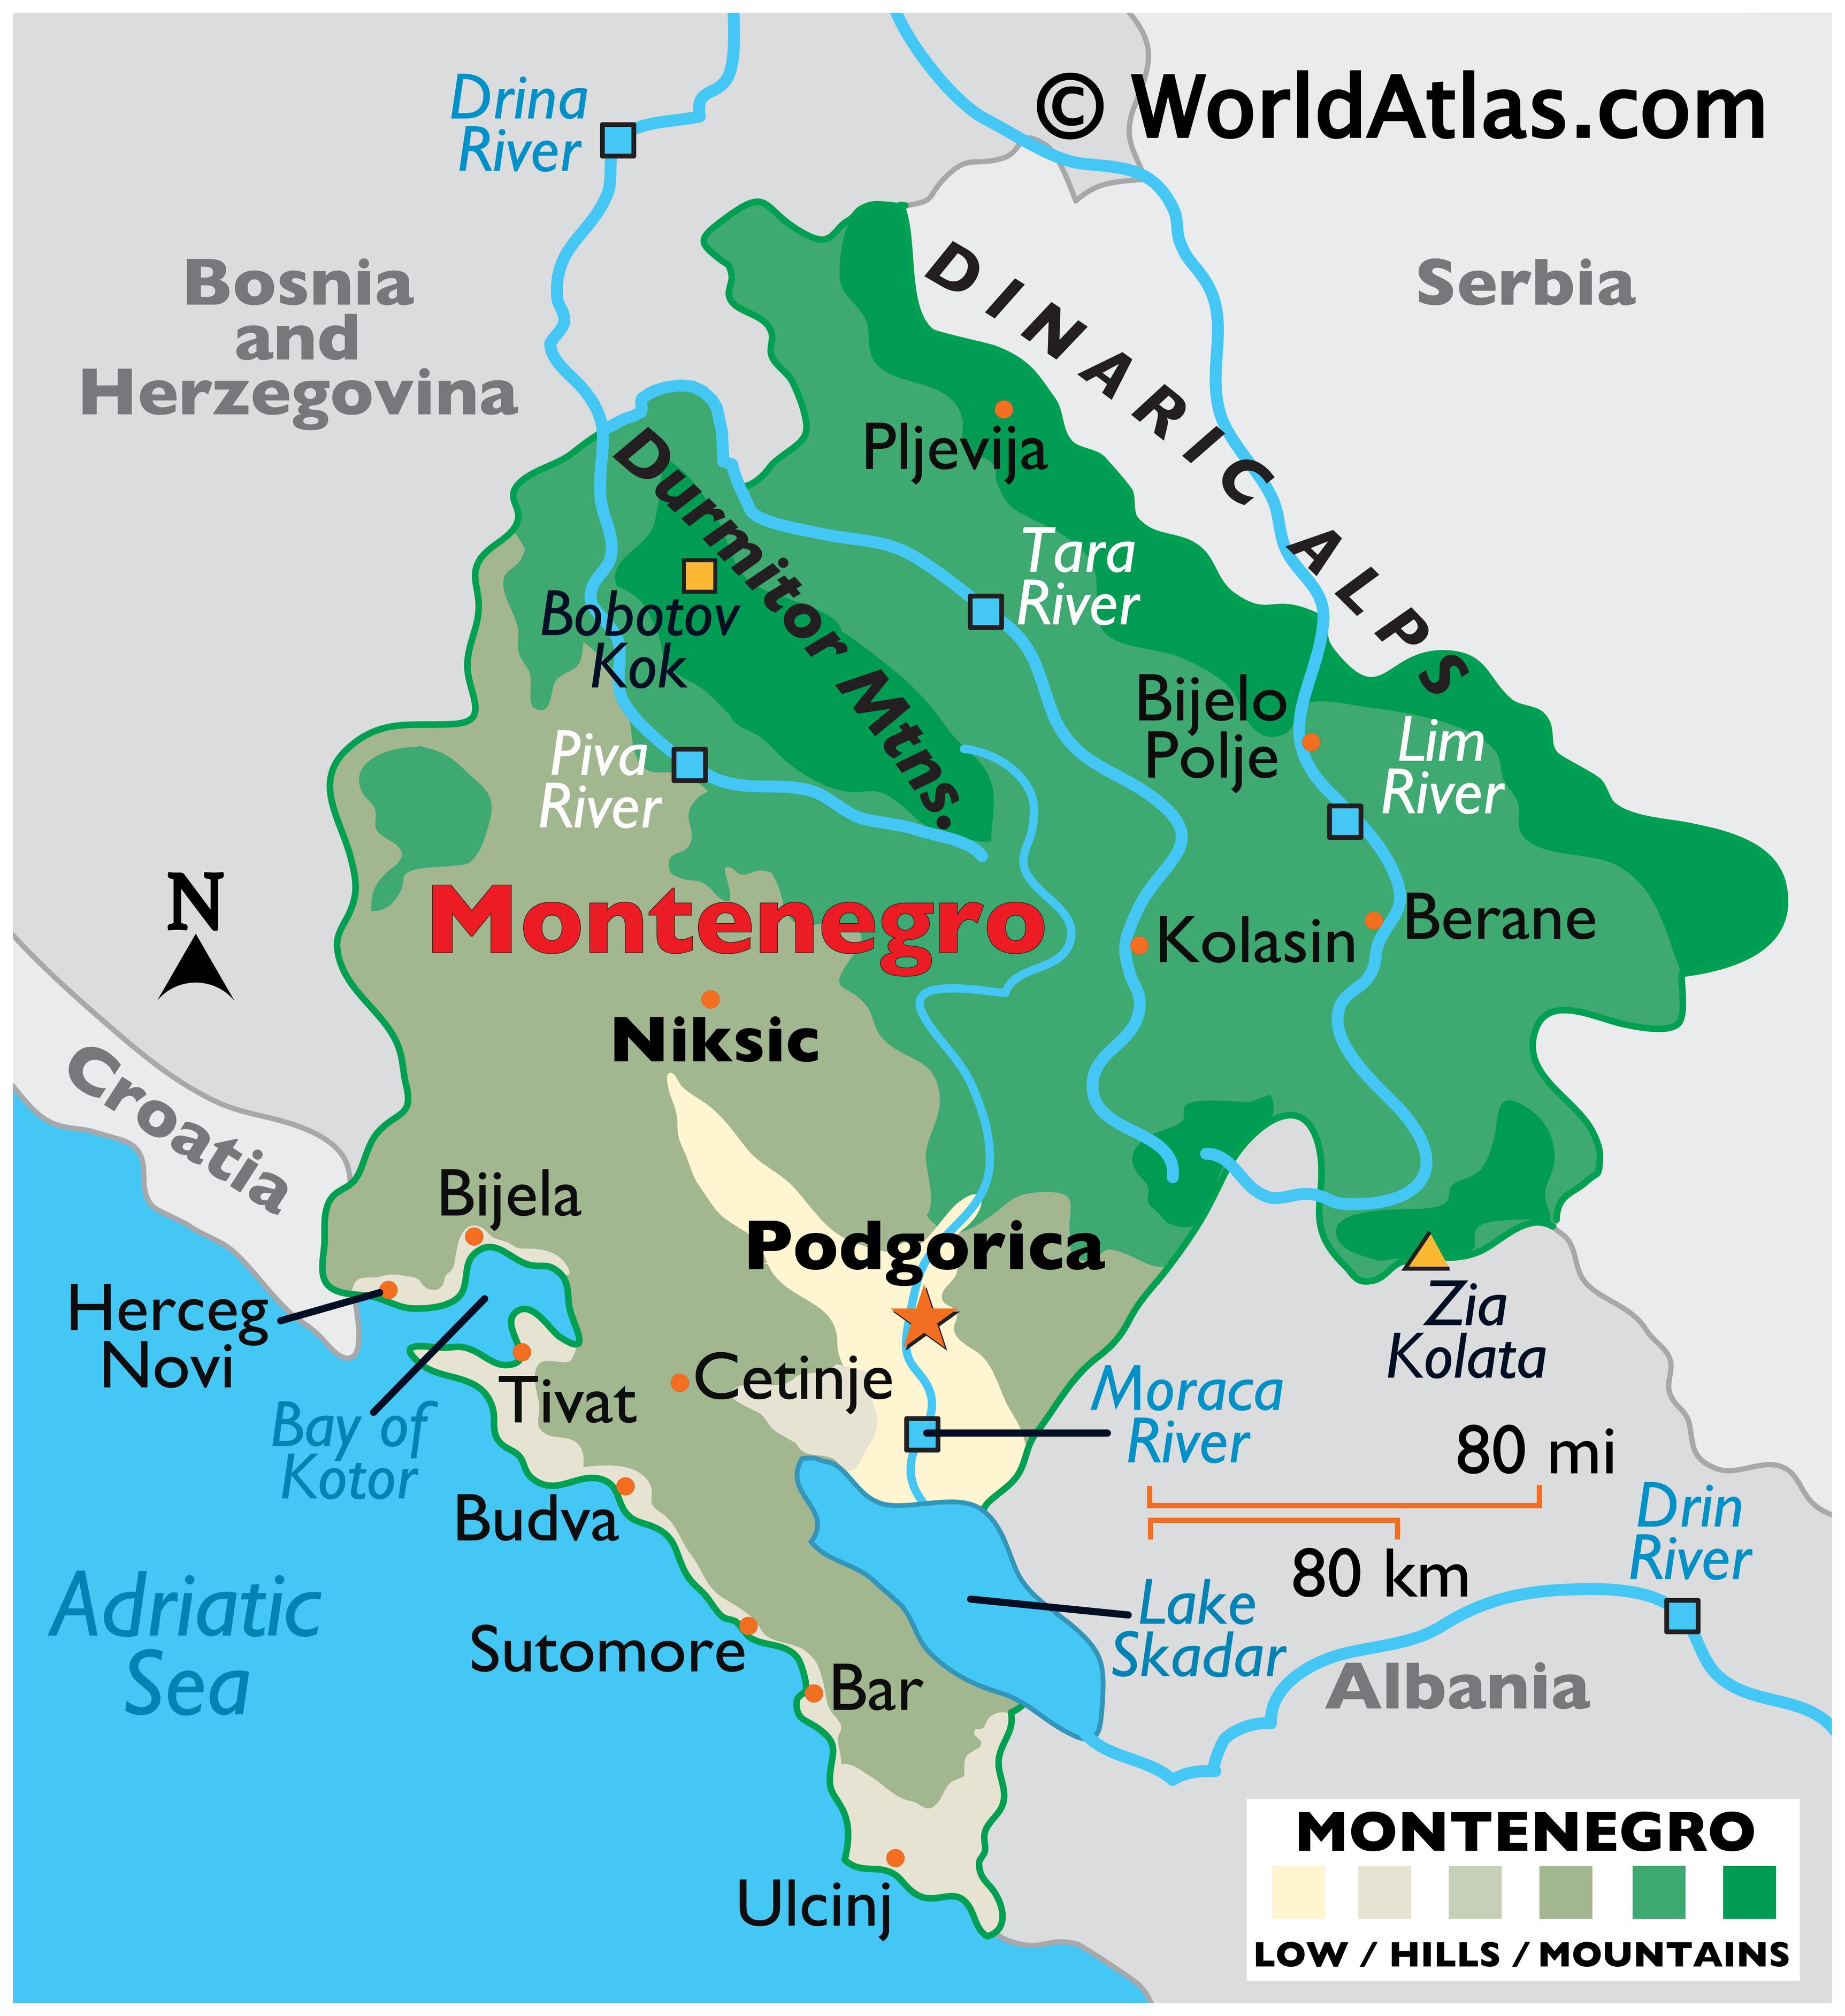 Drina
River
© WorldAtlas.com
Bosnia
and
Herzegovina
Serbia
DINARIC ALPS
Pljevija
Durmitor Mtns.
Tara
River
Bobotov
Kok
Bijelo
Polje
Piva
River
Lim
River
N
Montenegro
Kolasin
Berane
Niksic
Croatia
Bijela
Podgorica
Herceg
Novi
Zia
Kolata
Tivat
Cetinje
Moraca
River
Bay of
Kotor
80 mi
Budva
Drin
River
80 km
Adriatic
Sea
Lake
Skadar
Sutomore
Bar
Albania
Ulcinj
MONTENEGRO
LOW / HILLS / MOUNTAINS